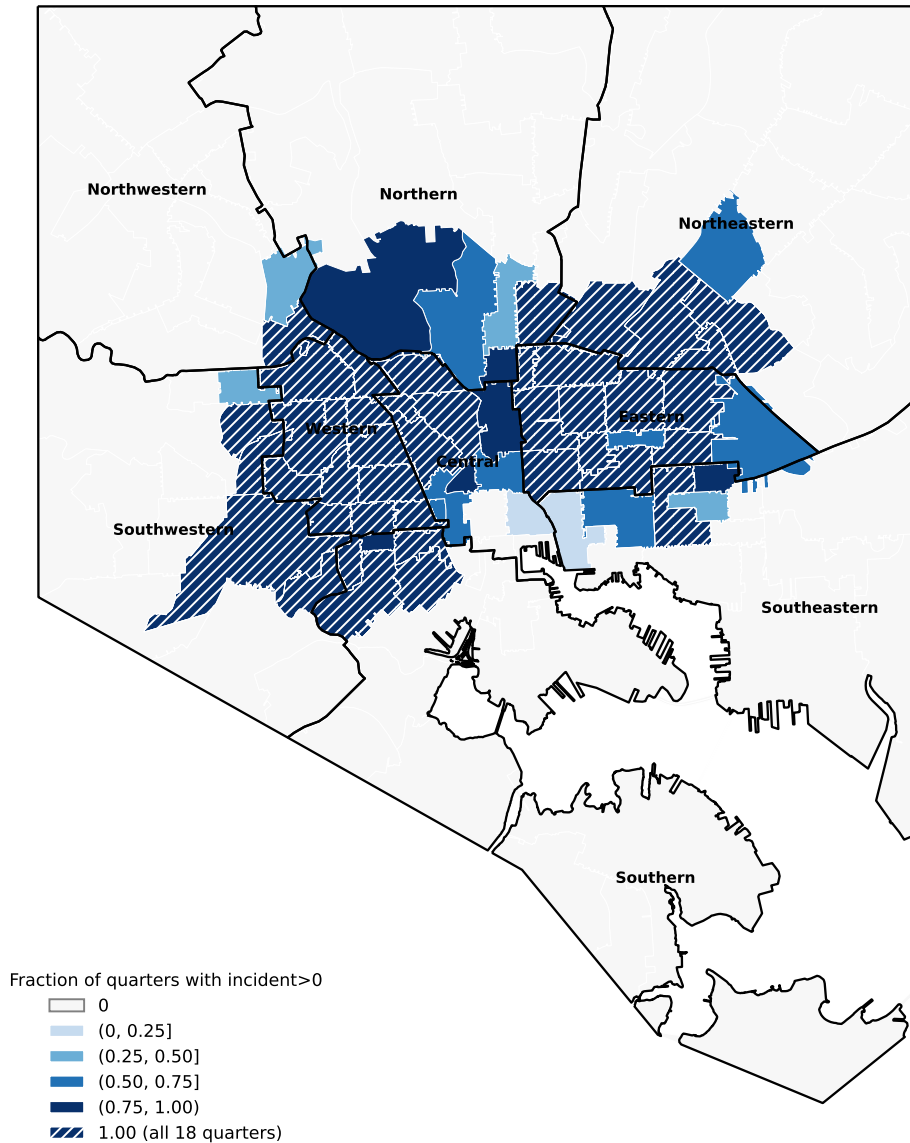 Northwestern
Northern
Northeastern
Western
Eastern
Central
Southwestern
Southeastern
Southern
Fraction of quarters with incident>0
0
(0, 0.25]
(0.25, 0.50]
(0.50, 0.75]
(0.75, 1.00)
1.00 (all 18 quarters)